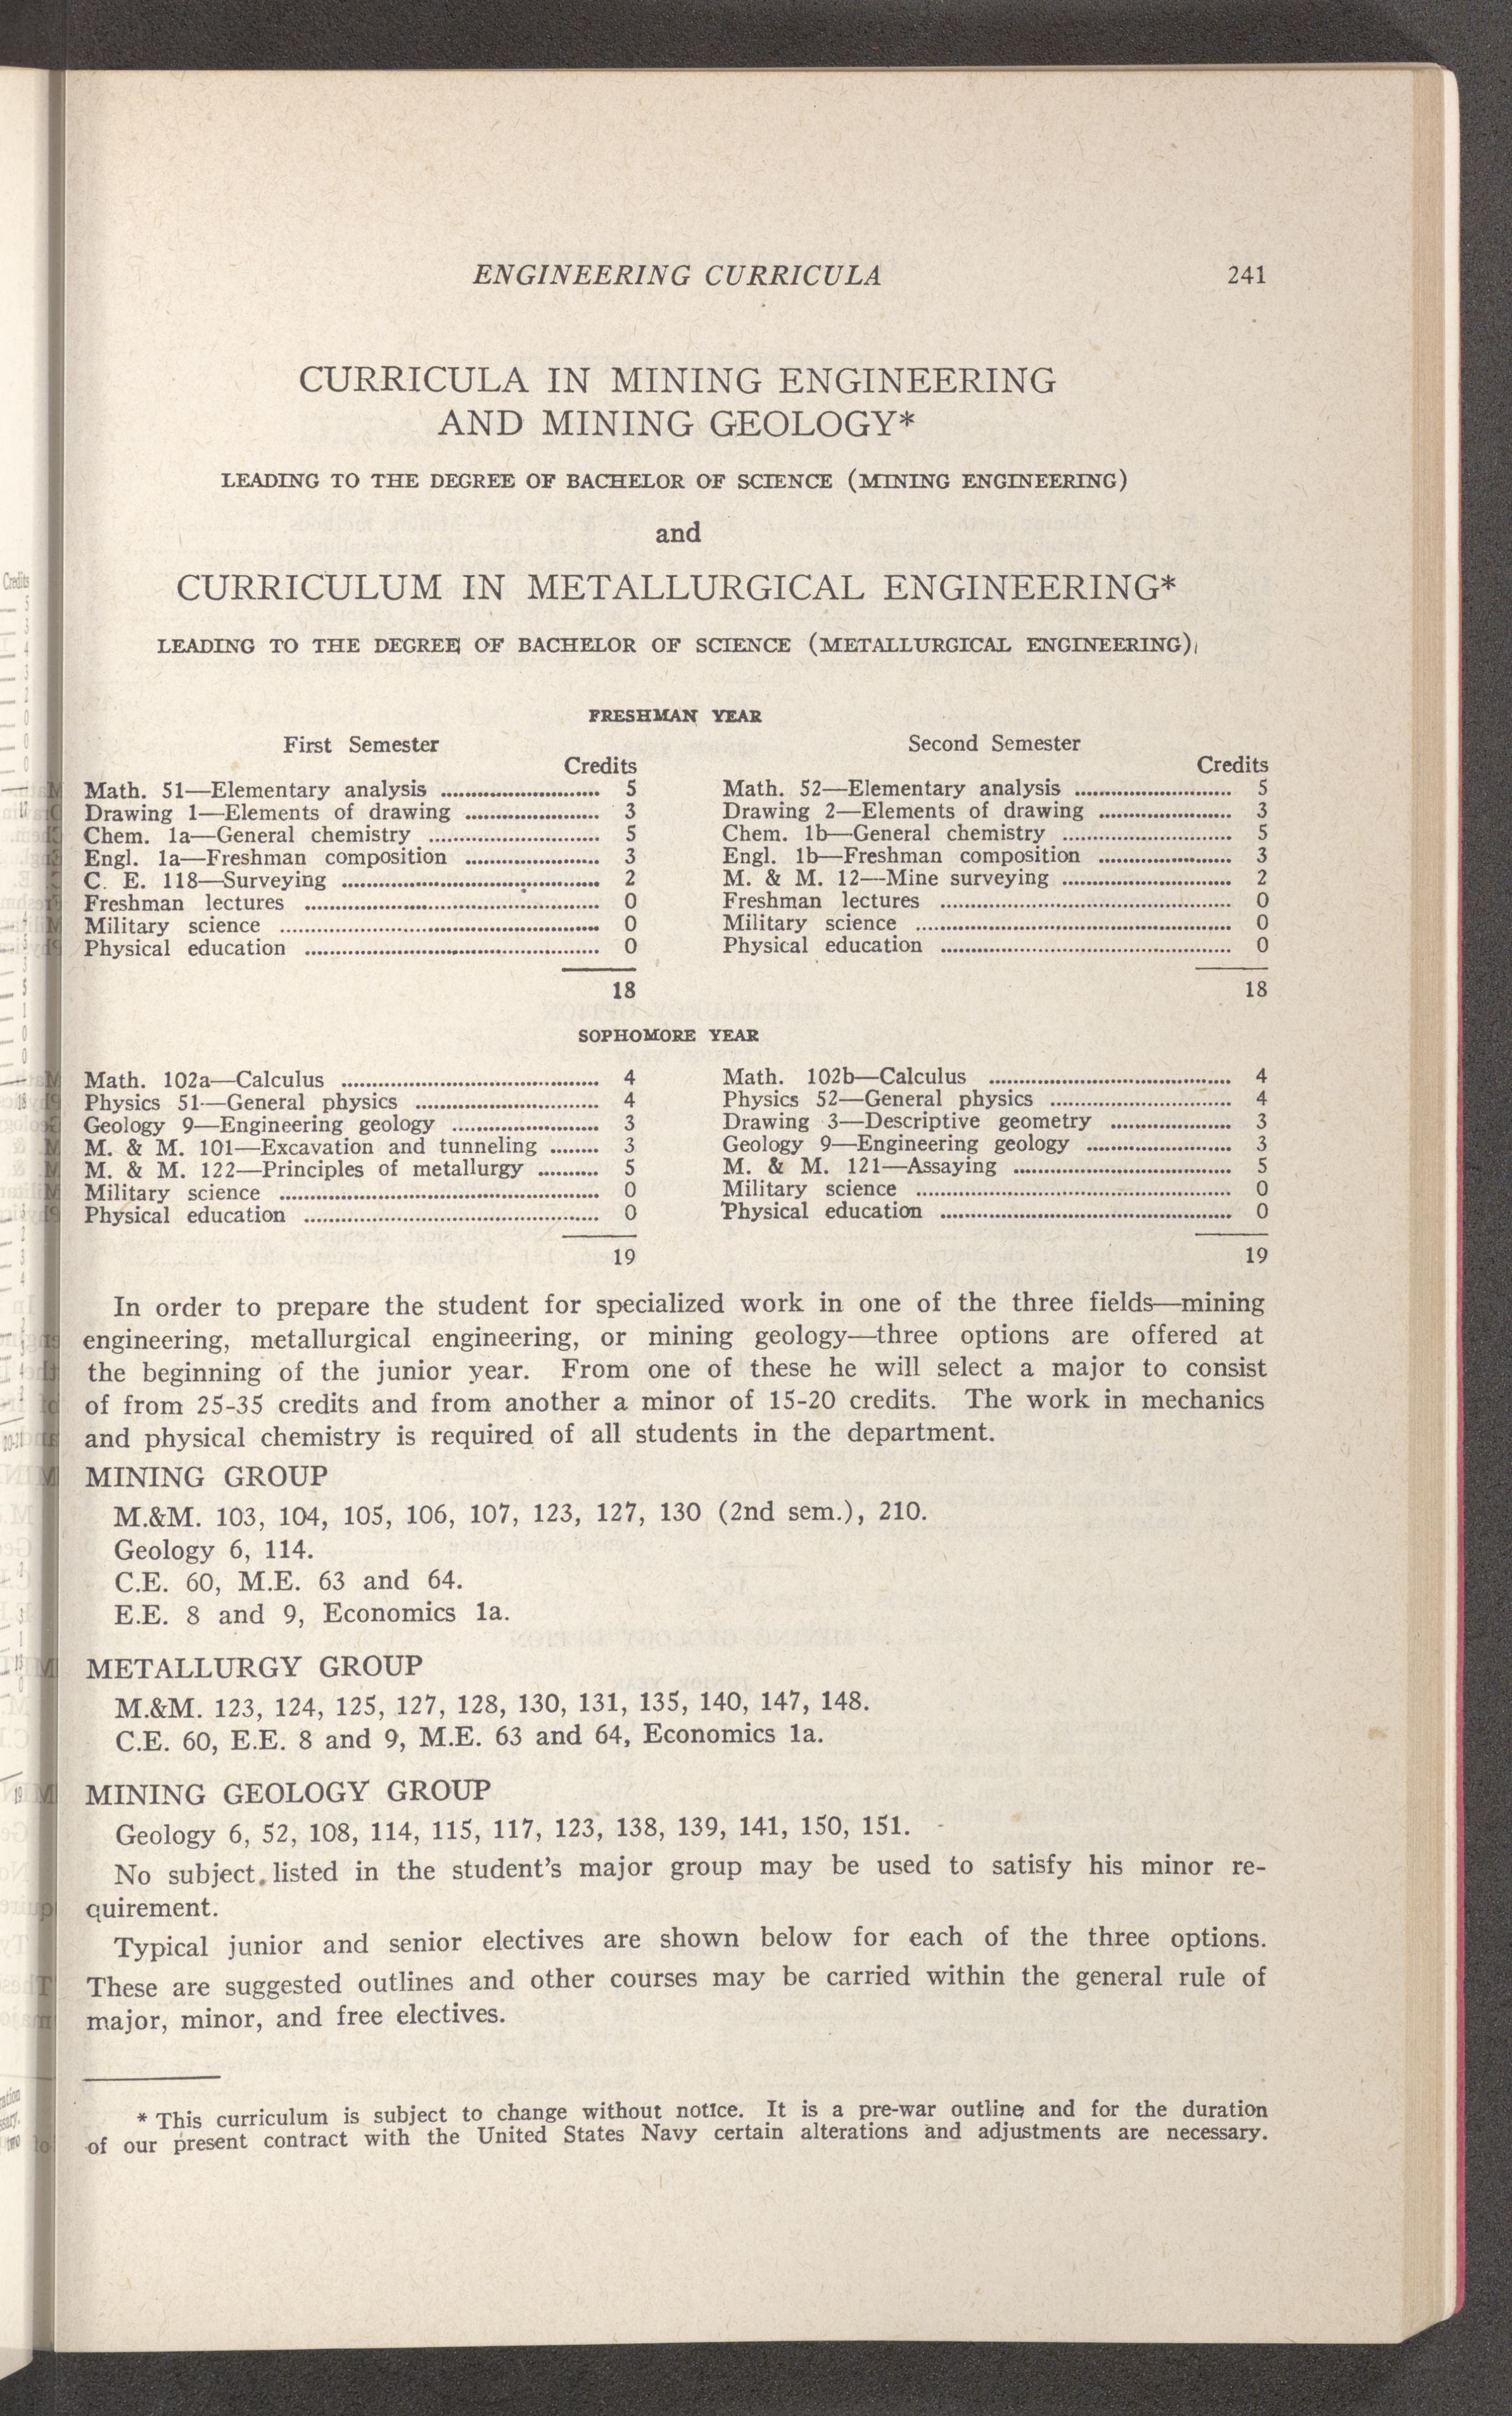 ENGINEERING CURRICULA 241
CURRICULA IN MINING ENGINEERING
AND MINING GEOLOGY*
LEADING TO THE DEGREE OF BACHELOR OF SCIENCE (MINING ENGINEERING)
and
CURRICULUM IN METALLURGICAL ENGINEERING*
LEADING TO THE DEGREE OF BACHELOR OF SCIENCE (METALLURGICAL ENGINEERING)
FRESHMAN YEAR
First Semester
Credits
Math. 51—Elementary analysis .......................... 5
Drawing 1—Elements of drawing ...................... 3
Chem. 1a—General chemistry ............................ 5
Engl. 1a—Freshman composition ...................... 3
C. E. 118—Surveying .......................................... 2
Freshman lectures ................................................ 0
Military science .................................................... 0
Physical education ................................................ 0
18
Second Semester
Credits
Math. 52—Elementary analysis .......................... 5
Drawing 2—Elements of drawing ...................... 3
Chem. 1b—General chemistry ............................ 5
Engl. 1b—Freshman composition ...................... 3
M. & M. 12—Mine surveying ............................ 2
Freshman lectures ................................................ 0
Military science .................................................... 0
Physical education ................................................ 0
18
SOPHOMORE YEAR
Math. 102a—Calculus .......................................... 4
Physics 51—General physics .............................. 4
Geology 9—Engineering geology ........................ 3
M. & M. 101—Excavation and tunneling ........ 3
M. & M. 122—Principles of metallurgy .......... 5
Military science .................................................... 0
Physical education ................................................ 0
19
Math. 102b—Calculus ........................................ 4
Physics 52—General physics .............................. 4
Drawing 3—Descriptive geometry .................... 3
Geology 9—Engineering geology ........................ 3
M. & M. 121—Assaying .................................... 5
Military science .................................................... 0
Physical education ................................................ 0
19
In order to prepare the student for specialized work in one of the three fields—mining
engineering, metallurgical engineering, or mining geology—three options are offered at
the beginning of the junior year. From one of these he will select a major to consist
of from 25-35 credits and from another a minor of 15-20 credits. The work in mechanics
and physical chemistry is required of all students in the department.
MINING GROUP
M.&M. 103, 104, 105, 106, 107, 123, 127, 130 (2nd sem.), 210.
Geology 6, 114.
C.E. 60, M.E. 63 and 64.
E.E. 8 and 9, Economics 1a.
METALLURGY GROUP
M.&M. 123, 124, 125, 127, 128, 130, 131, 135, 140, 147, 148.
C.E. 60, E.E. 8 and 9, M.E. 63 and 64, Economics 1a.
MINING GEOLOGY GROUP
Geology 6, 52, 108, 114, 115, 117, 123, 138, 139, 141, 150, 151.
No subject listed in the student's major group may be used to satisfy his minor re-
quirement.
Typical junior and senior electives are shown below for each of the three options.
These are suggested outlines and other courses may be carried within the general rule of
major, minor, and free electives.
* This curriculum is subject to change without notice. It is a pre-war outline and for the duration
of our present contract with the United States Navy certain alterations and adjustments are necessary.
Credits